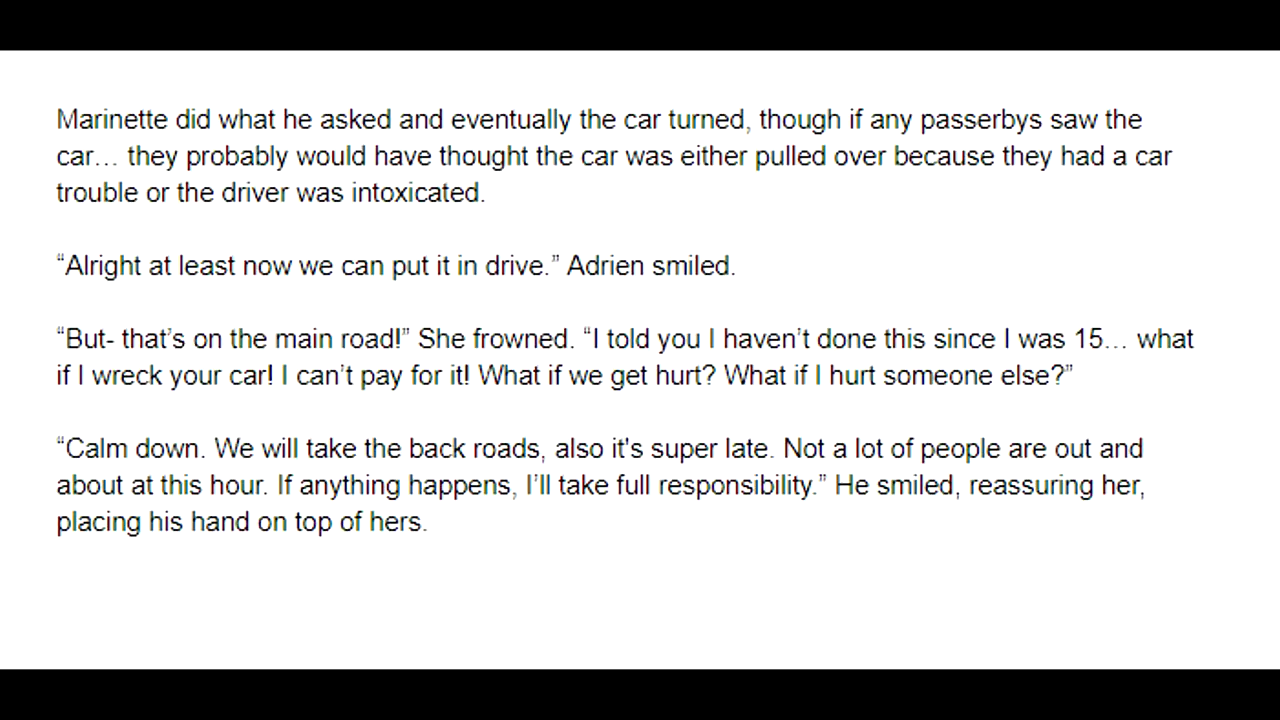 Marinette did what he asked and eventually the car turned, though if any passerbys saw the
car… they probably would have thought the car was either pulled over because they had a car
trouble or the driver was intoxicated.
“Alright at least now we can put it in drive.” Adrien smiled.
“But- that’s on the main road!” She frowned. “I told you I haven’t done this since I was 15… what
if I wreck your car! I can’t pay for it! What if we get hurt? What if I hurt someone else?”
“Calm down. We will take the back roads, also it's super late. Not a lot of people are out and
about at this hour. If anything happens, I’ll take full responsibility.” He smiled, reassuring her,
placing his hand on top of hers.